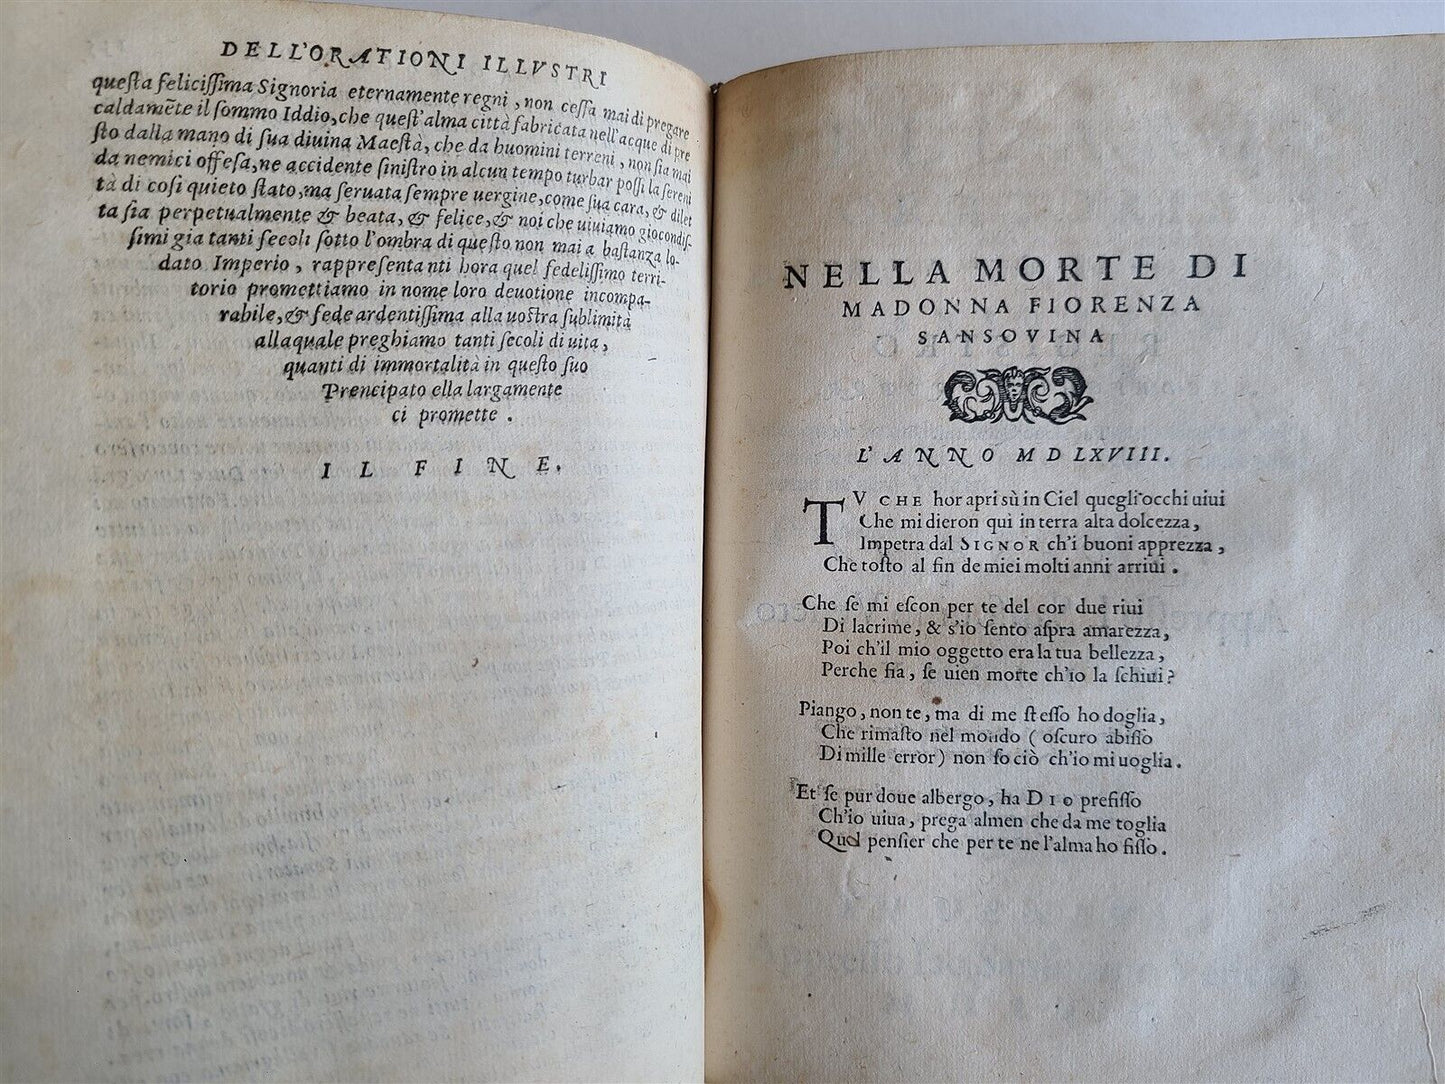 DELL'ORATIONI ILLVSTRI
questa felicissima Signoria eternamente regni, non cessa mai di pregare
caldamẽte il sommo Iddio, che quest'alma città fabricata nell'acque di pre
sto dalla mano di sua diuina Maestà, che da huomini terreni, non sia mai
da nemici offesa, ne accidente sinistro in alcun tempo turbar possi la sereni
tà di cosi quieto stato, ma seruata sempre uergine, come sua cara, & dilet
ta sia perpetualmente & beata, & felice, & noi che uiuiamo giocondis-
simi gia tanti secoli sotto l'ombra di questo non mai a bastanza lo-
dato Imperio, rappresentanti hora quel fedelissimo terri-
torio promettiamo in nome loro deuotione incompa-
rabile, & fede ardentissima alla uostra sublimità
allaquale preghiamo tanti secoli di uita,
quanti di immortalità in questo suo
Prencipato ella largamente
ci promette.
IL FINE.
NELLA MORTE DI
MADONNA FIORENZA
SANSOVINA
L'ANNO MDLXVIII.
TV CHE hor apri sù in Ciel quegli occhi uiui
Che mi dieron quì in terra alta dolcezza,
Impetra dal SIGNOR ch'i buoni apprezza,
Che tosto al fin de miei molti anni arriui.
Che se mi escon per te del cor due riui
Di lacrime, & s'io sento aspra amarezza,
Poi ch'il mio oggetto era la tua bellezza,
Perche fia, se uien morte ch'io la schiui?
Piango, non te, ma di me stesso ho doglia,
Che rimasto nel mondo (oscuro abisso
Di mille error) non so ciò ch'io mi uoglia.
Et se pur doue albergo, ha DIO prefisso
Ch'io uiua, prega almen che da me toglia
Quel pensier che per te ne l'alma ho fisso.